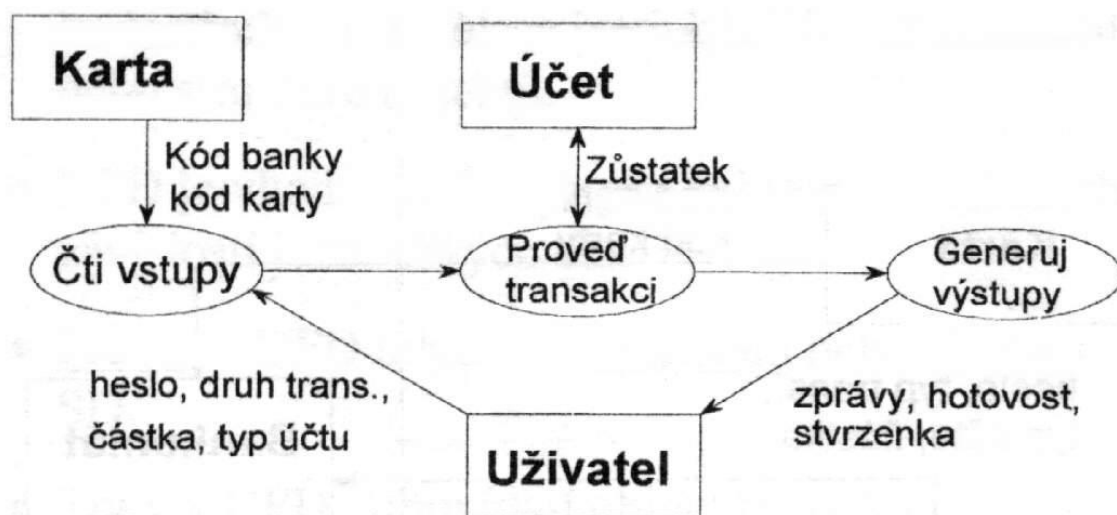 Karta
Účet
Kód banky
kód karty
Zůstatek
Čti vstupy
Proveď
transakci
Generuj
výstupy
heslo, druh trans.,
částka, typ účtu
zprávy, hotovost,
stvrzenka
Uživatel